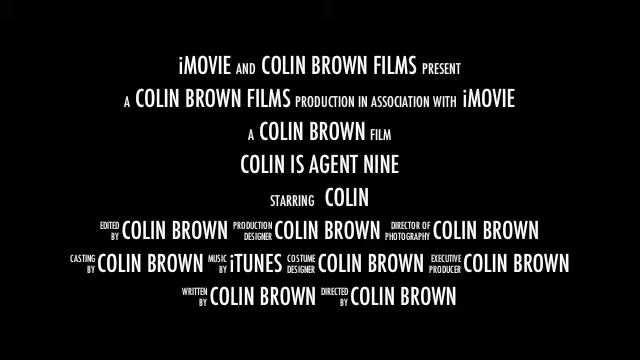 iMOVIE AND COLIN BROWN FILMS PRESENT
A COLIN BROWN FILMS PRODUCTION IN ASSOCIATION WITH iMOVIE
A COLIN BROWN FILM
COLIN IS AGENT NINE
STARRING COLIN
EDITED BY COLIN BROWN PRODUCTION DESIGNER COLIN BROWN DIRECTOR OF PHOTOGRAPHY COLIN BROWN
CASTING BY COLIN BROWN MUSIC BY iTUNES COSTUME DESIGNER COLIN BROWN EXECUTIVE PRODUCER COLIN BROWN
WRITTEN BY COLIN BROWN DIRECTED BY COLIN BROWN